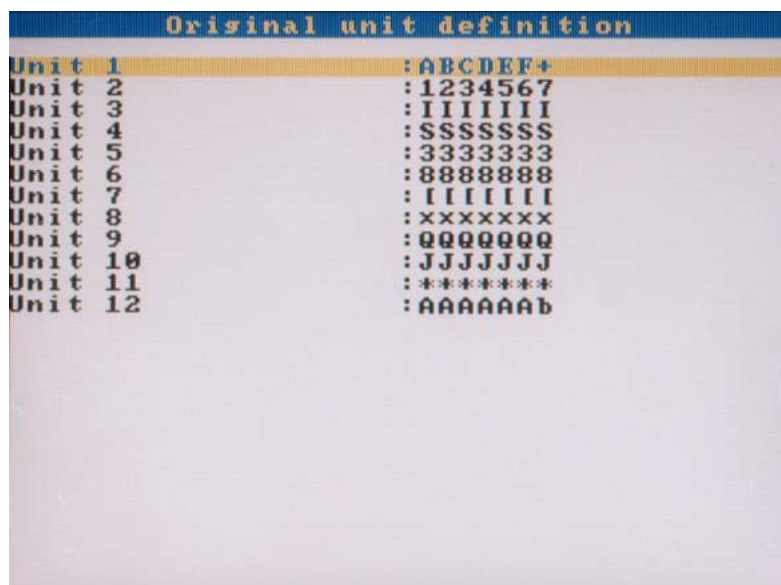 Original unit definition
Unit 1 :ABCDEF+
Unit 2 :1234567
Unit 3 :IIIIIII
Unit 4 :SSSSSSS
Unit 5 :3333333
Unit 6 :8888888
Unit 7 :[[[[[[[
Unit 8 :xxxxxxx
Unit 9 :QQQQQQQ
Unit 10 :JJJJJJJ
Unit 11 :*******
Unit 12 :AAAAAAb